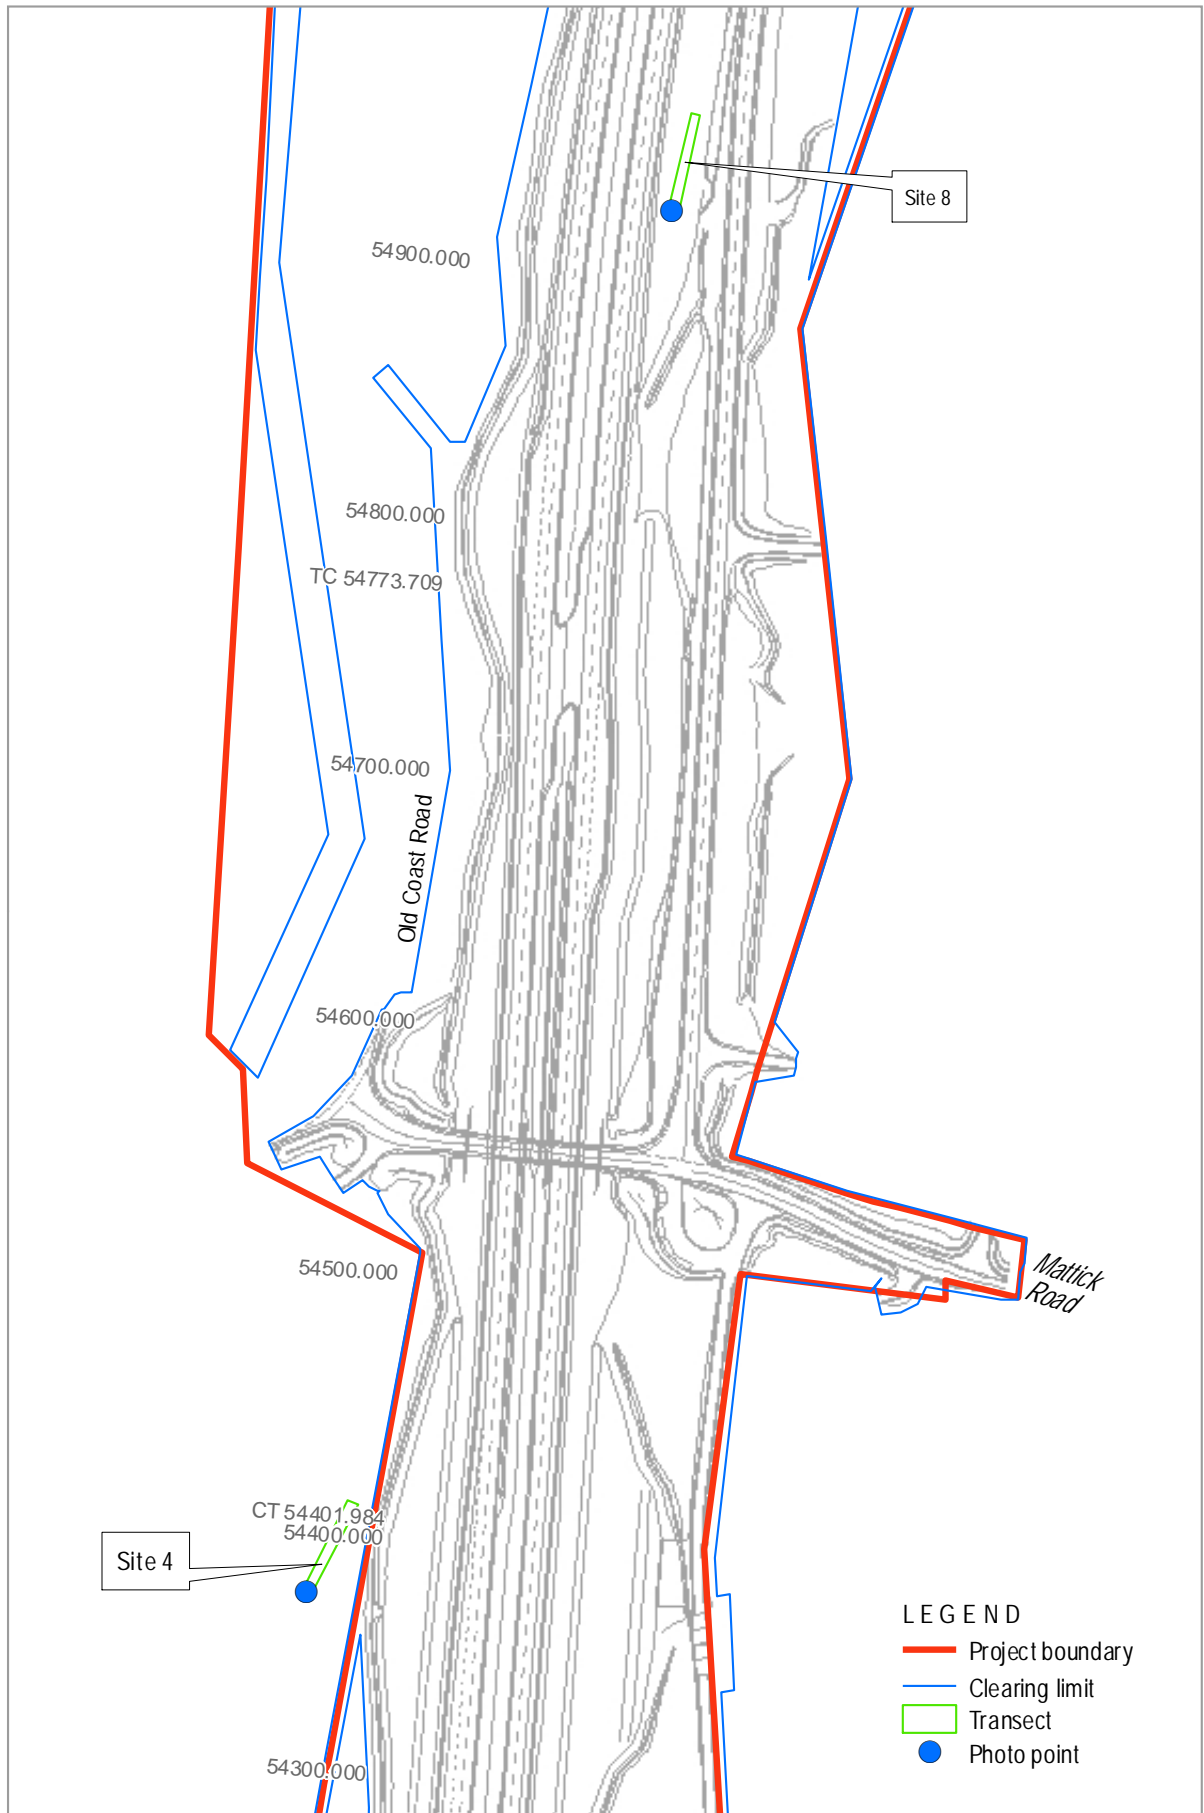 Site 8
54900.000
54800.000
TC 54773.709
54700.000
Old Coast Road
54600.000
54500.000
Mattick
Road
CT 54401.984
54400.000
Site 4
LEGEND
Project boundary
Clearing limit
Transect
Photo point
54300.000